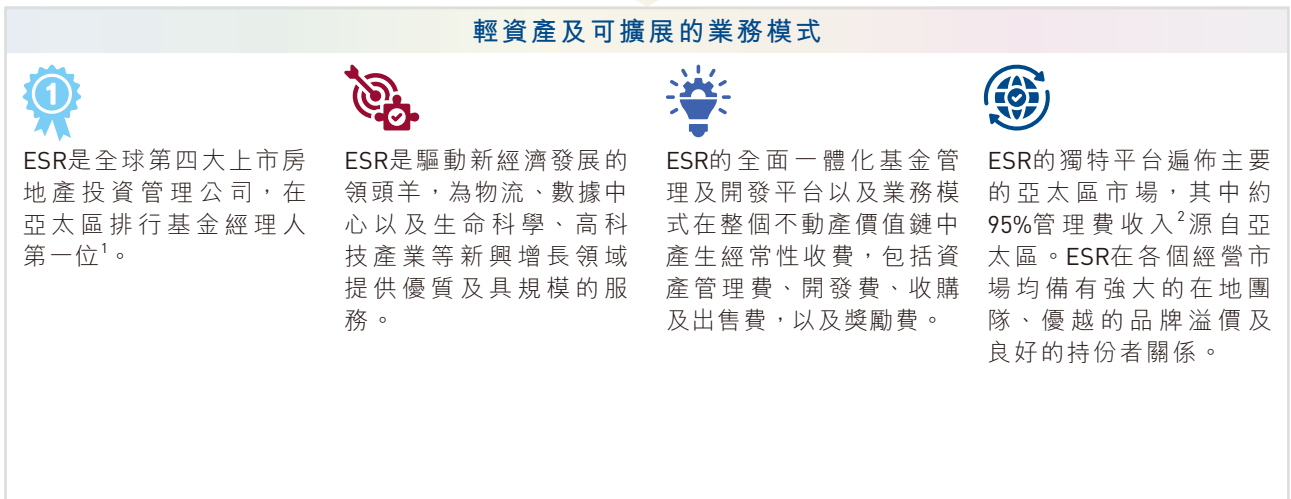 輕資產及可擴展的業務模式
1
ESR是全球第四大上市房
地產投資管理公司，在
亞太區排行基金經理人
第一位¹。
ESR是驅動新經濟發展的
領頭羊，為物流、數據中
心以及生命科學、高科
技產業等新興增長領域
提供優質及具規模的服
務。
ESR的全面一體化基金管
理及開發平台以及業務模
式在整個不動產價值鏈中
產生經常性收費，包括資
產管理費、開發費、收購
及出售費，以及獎勵費。
ESR的獨特平台遍佈主要
的亞太區市場，其中約
95%管理費收入²源自亞
太區。ESR在各個經營市
場均備有強大的在地團
隊、優越的品牌溢價及
良好的持份者關係。